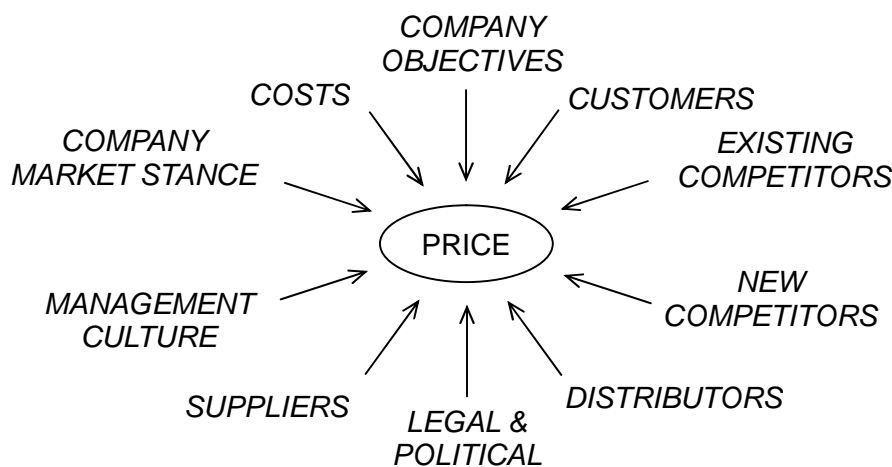 COMPANY
OBJECTIVES
COSTS
CUSTOMERS
COMPANY
MARKET STANCE
EXISTING
COMPETITORS
PRICE
MANAGEMENT
CULTURE
NEW
COMPETITORS
SUPPLIERS
DISTRIBUTORS
LEGAL &
POLITICAL